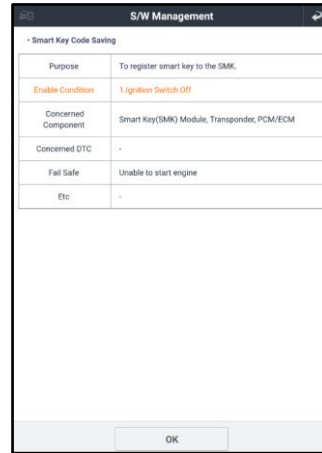 S/W Management
• Smart Key Code Saving
Purpose
To register smart key to the SMK.
Enable Condition
1.Ignition Switch Off
Concerned
Component
Smart Key(SMK) Module, Transponder, PCM/ECM
Concerned DTC
-
Fail Safe
Unable to start engine
Etc
-
OK